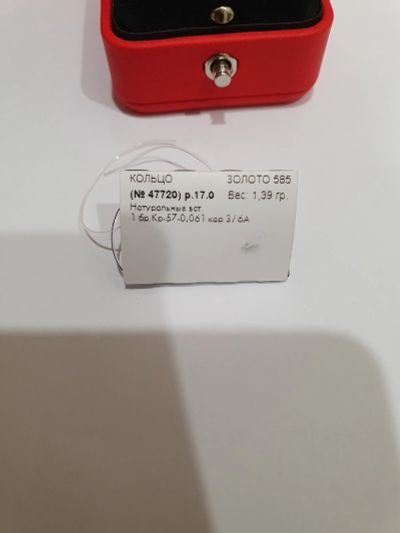 КОЛЬЦО ЗОЛОТО 585
(№ 47720) р.17.0 Вес: 1,39 гр.
Натуральные вст.
1 бр.Кр-57-0,061 кар 3/6А